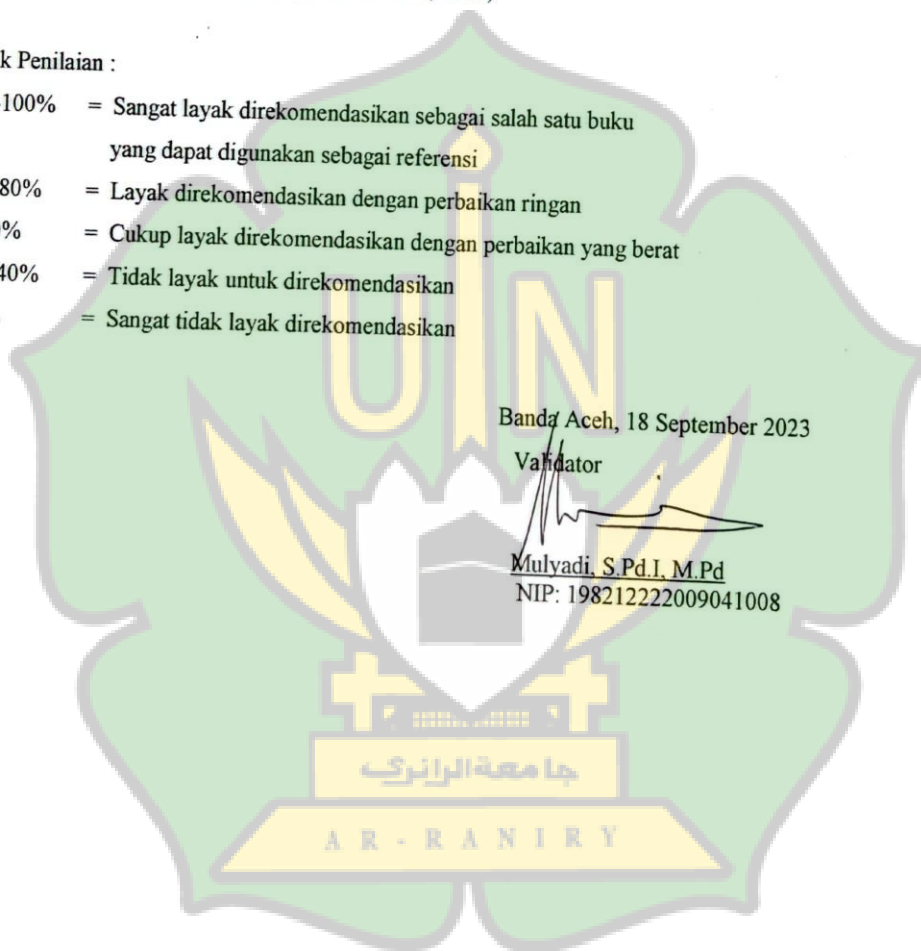 k Penilaian :
100% = Sangat layak direkomendasikan sebagai salah satu buku
yang dapat digunakan sebagai referensi
80% = Layak direkomendasikan dengan perbaikan ringan
% = Cukup layak direkomendasikan dengan perbaikan yang berat
40% = Tidak layak untuk direkomendasikan
= Sangat tidak layak direkomendasikan
UIN
Banda Aceh, 18 September 2023
Validator
Mulyadi, S.Pd.I, M.Pd
NIP: 198212222009041008
جامعة الرانري
AR-RANIRY